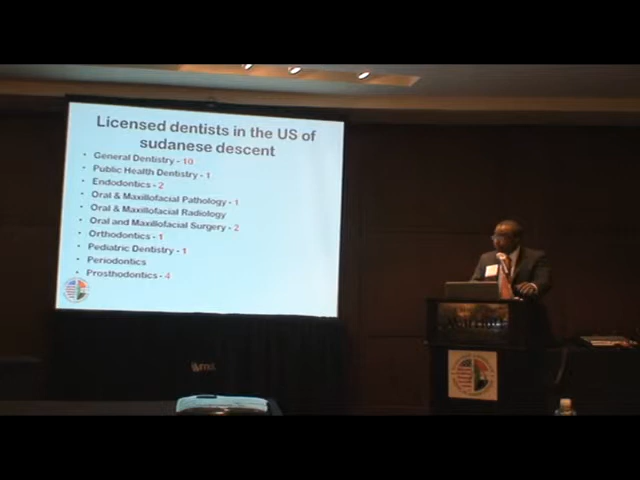 Licensed dentists in the US of
sudanese descent
• General Dentistry - 10
• Public Health Dentistry - 1
• Endodontics - 2
• Oral & Maxillofacial Pathology - 1
• Oral & Maxillofacial Radiology
• Oral and Maxillofacial Surgery - 2
• Orthodontics - 1
• Pediatric Dentistry - 1
• Periodontics
• Prosthodontics - 4